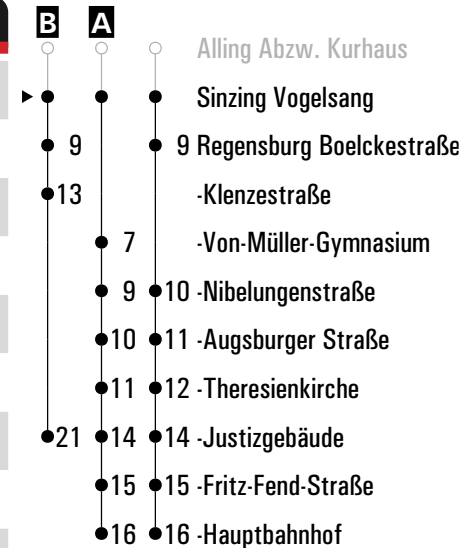 B A
Alling Abzw. Kurhaus
Sinzing Vogelsang
9 9 Regensburg Boelckestraße
13 -Klenzestraße
7 -Von-Müller-Gymnasium
9 10 -Nibelungenstraße
10 11 -Augsburger Straße
11 12 -Theresienkirche
21 14 14 -Justizgebäude
15 15 -Fritz-Fend-Straße
16 16 -Hauptbahnhof